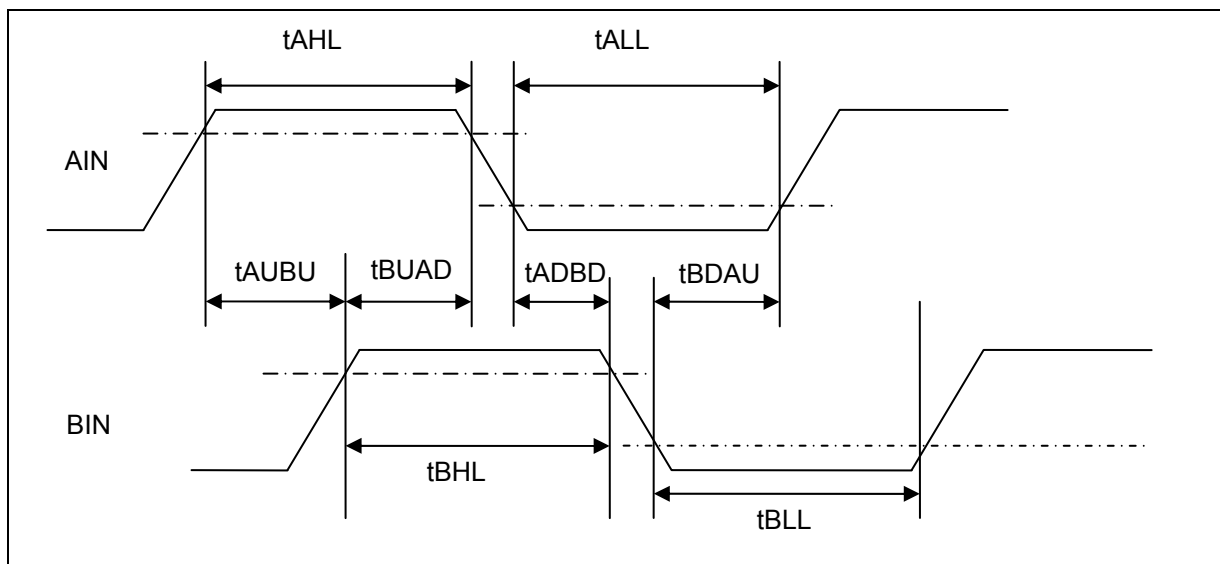 tAHL
tALL
AIN
tAUBU
tBUAD
tADBD
tBDAU
BIN
tBHL
tBLL